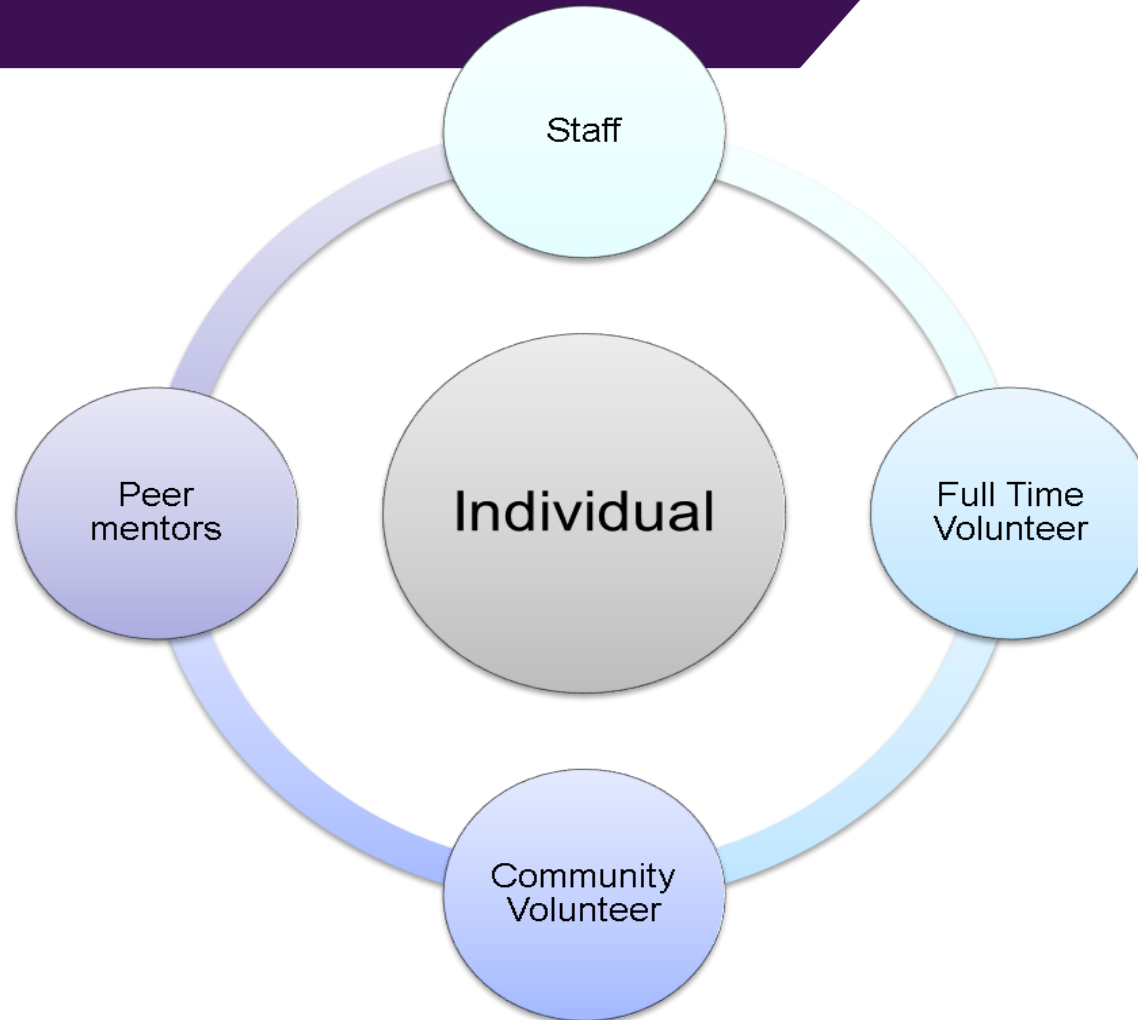 Staff
Peer
mentors
Individual
Full Time
Volunteer
Community
Volunteer